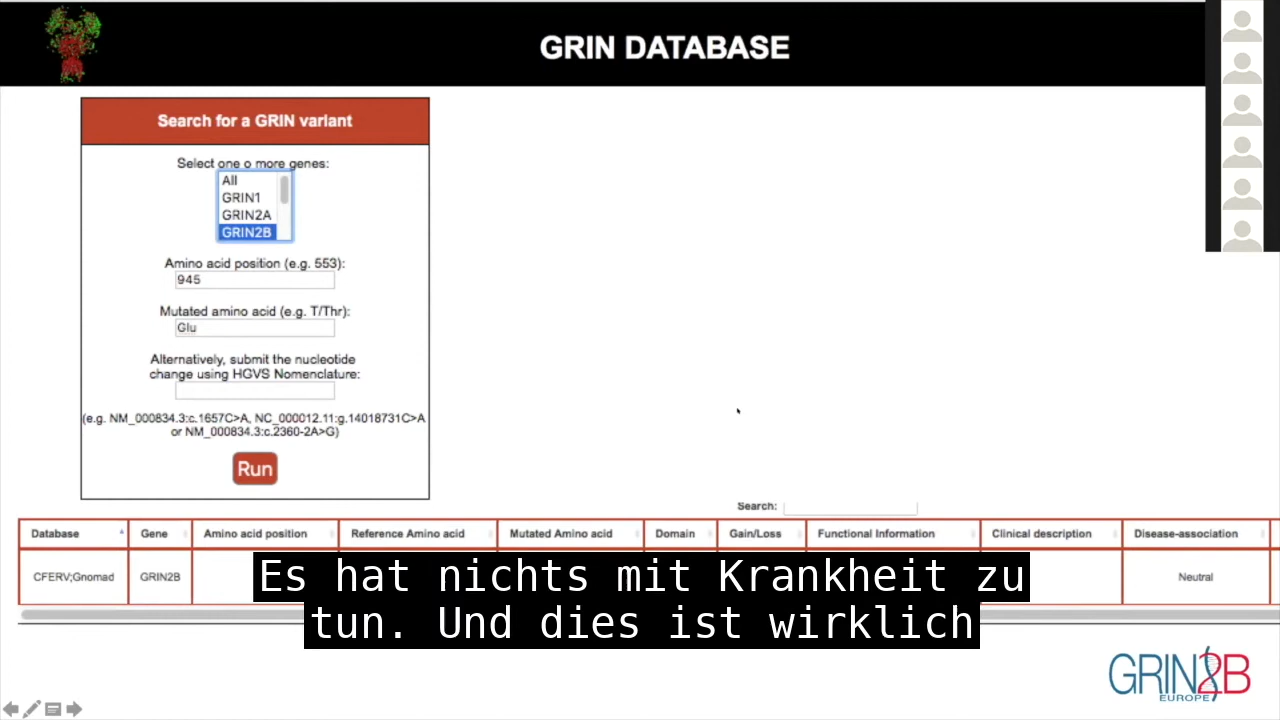 GRIN DATABASE
Search for a GRIN variant
Select one o more genes:
All
GRIN1
GRIN2A
GRIN2B
Amino acid position (e.g. 553):
945
Mutated amino acid (e.g. T/Thr):
Glu
Alternatively, submit the nucleotide
change using HGVS Nomenclature:
(e.g. NM_000834.3:c.1657C>A, NC_000012.11:g.14018731C>A
or NM_000834.3:c.2360-2A>G)
Run
Search:
Database Gene Amino acid position Reference Amino acid Mutated Amino acid Domain Gain/Loss Functional Information Clinical description Disease-association
CFERV;Gnomad GRIN2B Neutral
Es hat nichts mit Krankheit zu
tun. Und dies ist wirklich
GRIN2B
EUROPE